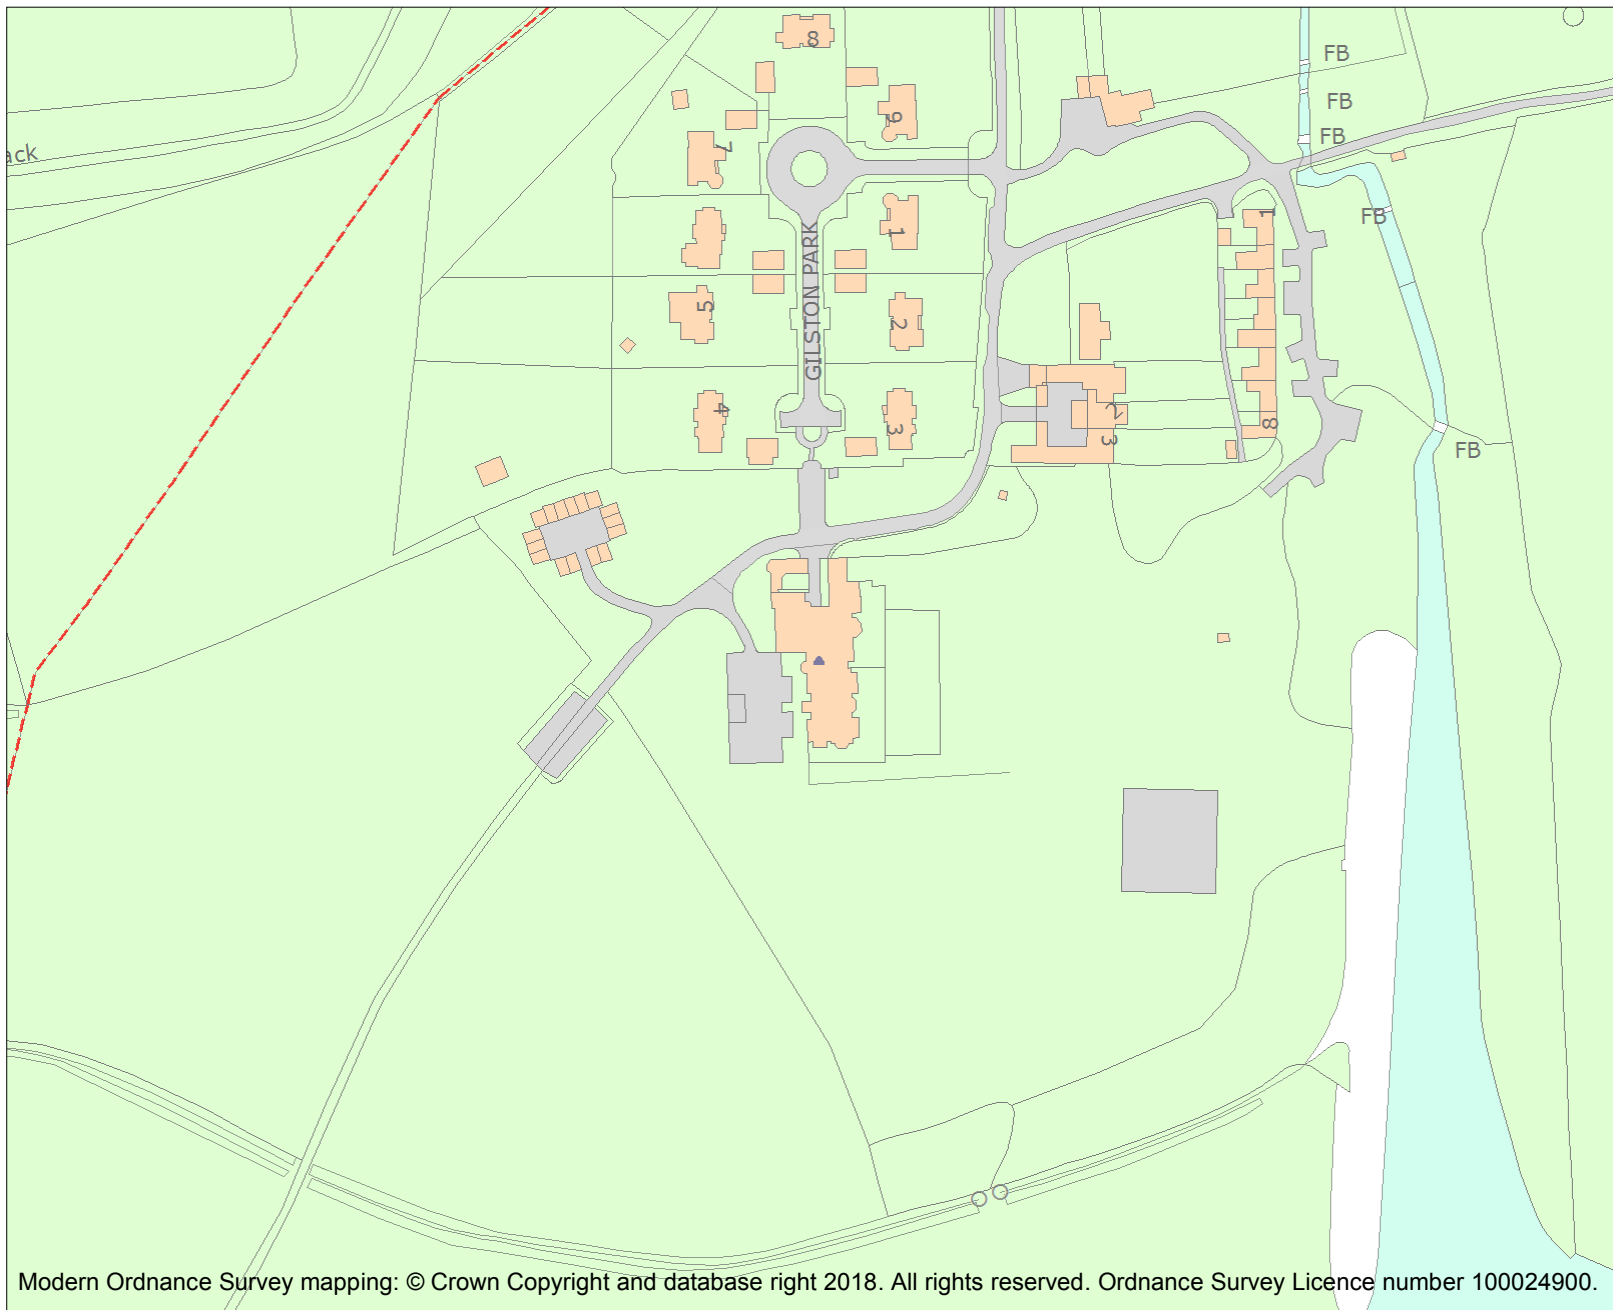 8
FB
FB
9
FB
7
ack
FB
1
1
GILSTON PARK
5
2
4
3
2
3
8
FB
Modern Ordnance Survey mapping: © Crown Copyright and database right 2018. All rights reserved. Ordnance Survey Licence number 100024900.